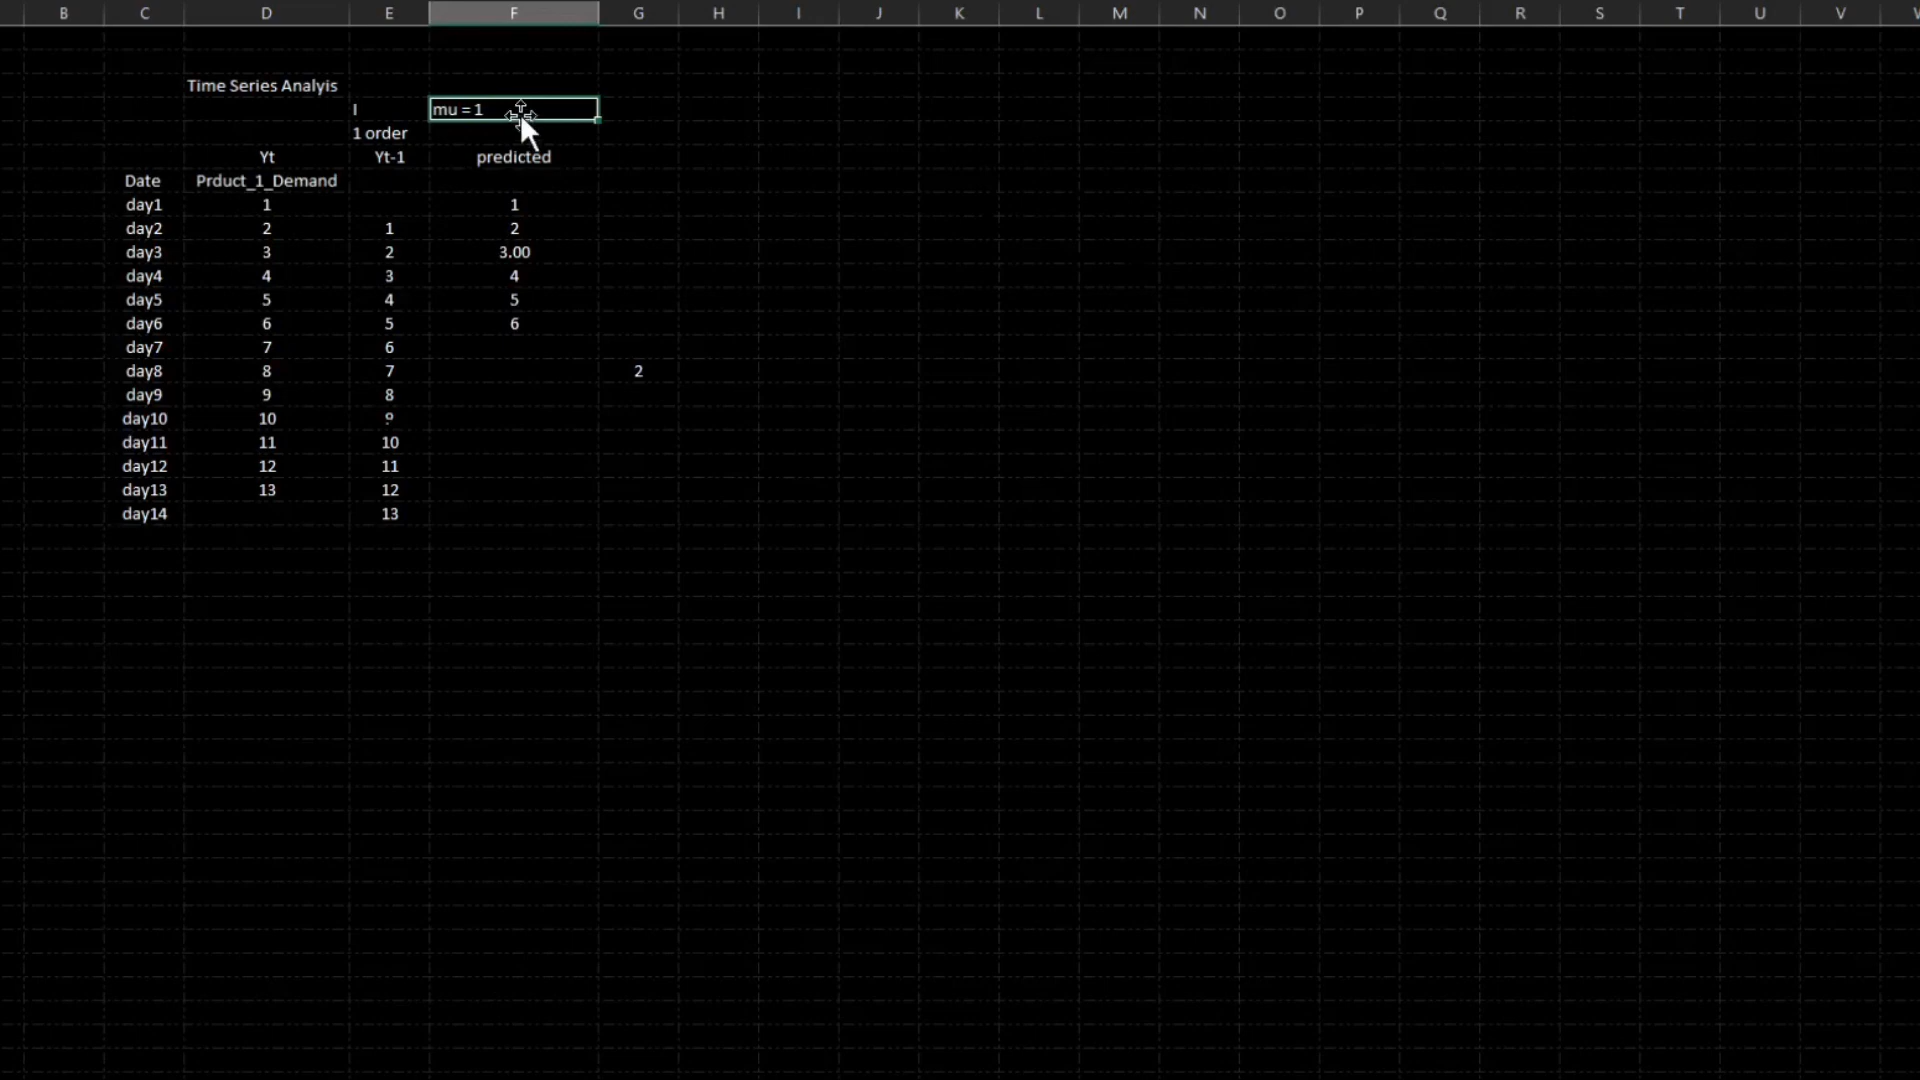 B C D E F G H I J K L M N O P Q R S T U V
Time Series Analyis
I mu = 1
1 order
Yt Yt-1 predicted
Date Prduct_1_Demand
day1 1 1
day2 2 1 2
day3 3 2 3.00
day4 4 3 4
day5 5 4 5
day6 6 5 6
day7 7 6
day8 8 7 2
day9 9 8
day10 10 9
day11 11 10
day12 12 11
day13 13 12
day14 13